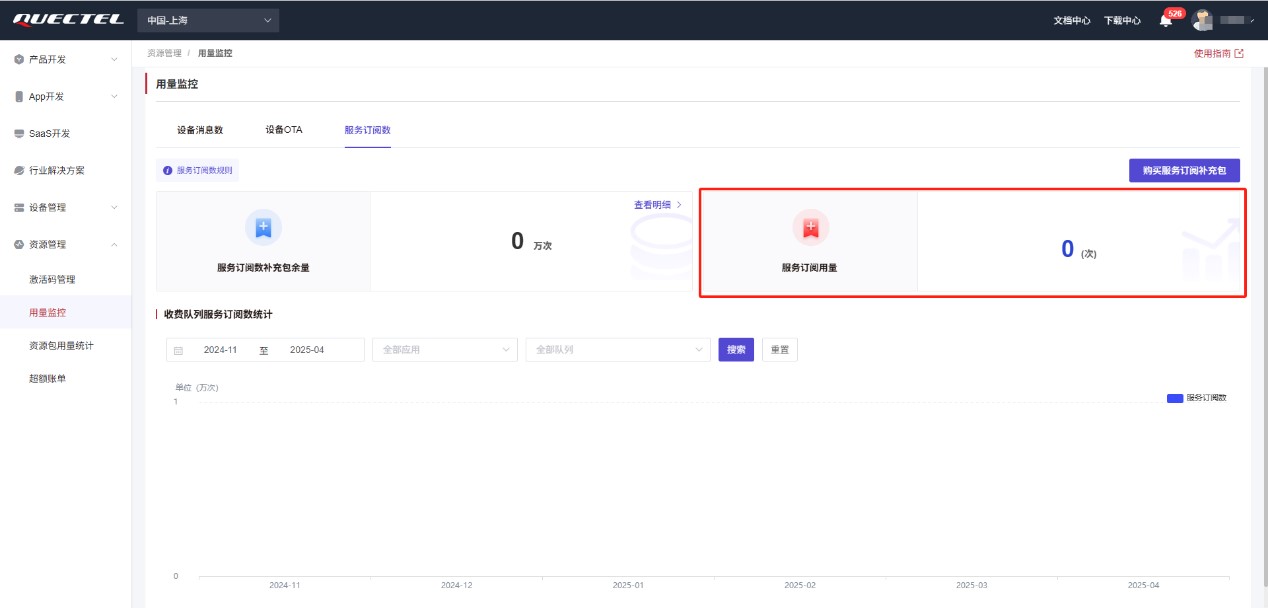 QUECTEL 中国-上海 文档中心 下载中心 526
产品开发
App开发
SaaS开发
行业解决方案
设备管理
资源管理
激活码管理
用量监控
资源包用量统计
超额账单
资源管理 / 用量监控 使用指南
用量监控
设备消息数 设备OTA 服务订阅数
服务订阅数规则 购买服务订阅补充包
查看明细
0 万次
服务订阅数补充包余量
服务订阅用量
0 (次)
收费队列服务订阅数统计
2024-11 至 2025-04 全部应用 全部队列 搜索 重置
单位 (万次)
服务订阅数
1
0
2024-11 2024-12 2025-01 2025-02 2025-03 2025-04